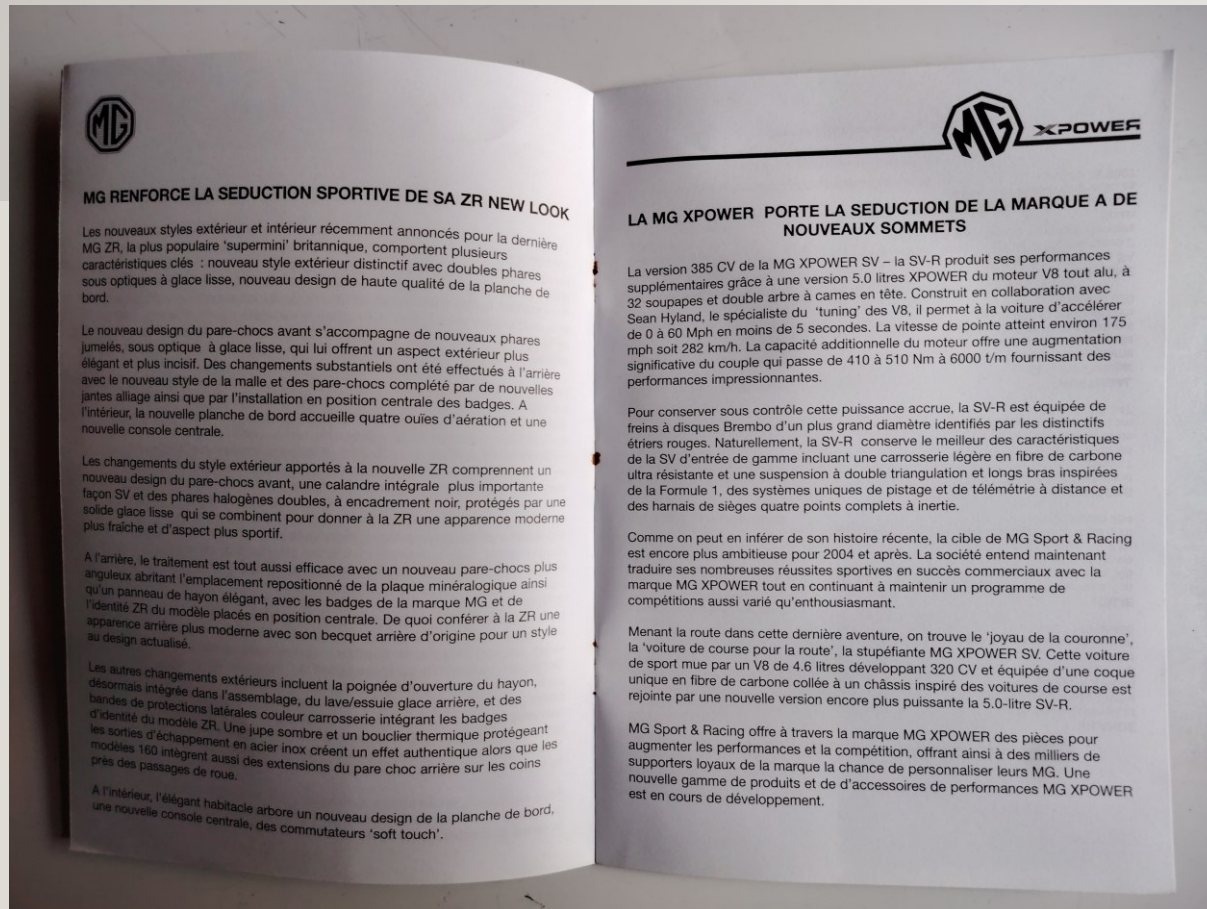 MG
MG RENFORCE LA SEDUCTION SPORTIVE DE SA ZR NEW LOOK
Les nouveaux styles extérieur et intérieur récemment annoncés pour la dernière
MG ZR, la plus populaire ‘supermini’ britannique, comportent plusieurs
caractéristiques clés : nouveau style extérieur distinctif avec doubles phares
sous optiques à glace lisse, nouveau design de haute qualité de la planche de
bord.
Le nouveau design du pare-chocs avant s’accompagne de nouveaux phares
jumelés, sous optique à glace lisse, qui lui offrent un aspect extérieur plus
élégant et plus incisif. Des changements substantiels ont été effectués à l’arrière
avec le nouveau style de la malle et des pare-chocs complété par de nouvelles
jantes alliage ainsi que par l’installation en position centrale des badges. A
l’intérieur, la nouvelle planche de bord accueille quatre ouïes d’aération et une
nouvelle console centrale.
Les changements du style extérieur apportés à la nouvelle ZR comprennent un
nouveau design du pare-chocs avant, une calandre intégrale plus importante
façon SV et des phares halogènes doubles, à encadrement noir, protégés par une
solide glace lisse qui se combinent pour donner à la ZR une apparence moderne
plus fraîche et d’aspect plus sportif.
A l’arrière, le traitement est tout aussi efficace avec un nouveau pare-chocs plus
anguleux abritant l’emplacement repositionné de la plaque minéralogique ainsi
qu’un panneau de hayon élégant, avec les badges de la marque MG et de
l’identité ZR du modèle placés en position centrale. De quoi conférer à la ZR une
apparence arrière plus moderne avec son becquet arrière d’origine pour un style
au design actualisé.
Les autres changements extérieurs incluent la poignée d’ouverture du hayon,
désormais intégrée dans l’assemblage, du lave/essuie glace arrière, et des
bandes de protections latérales couleur carrosserie intégrant les badges
d’identité du modèle ZR. Une jupe sombre et un bouclier thermique protégeant
les sorties d’échappement en acier inox créent un effet authentique alors que les
modèles 160 intègrent aussi des extensions du pare choc arrière sur les coins
près des passages de roue.
A l’intérieur, l’élégant habitacle arbore un nouveau design de la planche de bord,
une nouvelle console centrale, des commutateurs ‘soft touch’.
MG XPOWER
LA MG XPOWER PORTE LA SEDUCTION DE LA MARQUE A DE
NOUVEAUX SOMMETS
La version 385 CV de la MG XPOWER SV – la SV-R produit ses performances
supplémentaires grâce à une version 5.0 litres XPOWER du moteur V8 tout alu, à
32 soupapes et double arbre à cames en tête. Construit en collaboration avec
Sean Hyland, le spécialiste du ‘tuning’ des V8, il permet à la voiture d’accélérer
de 0 à 60 Mph en moins de 5 secondes. La vitesse de pointe atteint environ 175
mph soit 282 km/h. La capacité additionnelle du moteur offre une augmentation
significative du couple qui passe de 410 à 510 Nm à 6000 t/m fournissant des
performances impressionnantes.
Pour conserver sous contrôle cette puissance accrue, la SV-R est équipée de
freins à disques Brembo d’un plus grand diamètre identifiés par les distinctifs
étriers rouges. Naturellement, la SV-R conserve le meilleur des caractéristiques
de la SV d’entrée de gamme incluant une carrosserie légère en fibre de carbone
ultra résistante et une suspension à double triangulation et longs bras inspirées
de la Formule 1, des systèmes uniques de pistage et de télémétrie à distance et
des harnais de sièges quatre points complets à inertie.
Comme on peut en inférer de son histoire récente, la cible de MG Sport & Racing
est encore plus ambitieuse pour 2004 et après. La société entend maintenant
traduire ses nombreuses réussites sportives en succès commerciaux avec la
marque MG XPOWER tout en continuant à maintenir un programme de
compétitions aussi varié qu’enthousiasmant.
Menant la route dans cette dernière aventure, on trouve le ‘joyau de la couronne’,
la ‘voiture de course pour la route’, la stupéfiante MG XPOWER SV. Cette voiture
de sport mue par un V8 de 4.6 litres développant 320 CV et équipée d’une coque
unique en fibre de carbone collée à un châssis inspiré des voitures de course est
rejointe par une nouvelle version encore plus puissante la 5.0-litre SV-R.
MG Sport & Racing offre à travers la marque MG XPOWER des pièces pour
augmenter les performances et la compétition, offrant ainsi à des milliers de
supporters loyaux de la marque la chance de personnaliser leurs MG. Une
nouvelle gamme de produits et de d’accessoires de performances MG XPOWER
est en cours de développement.